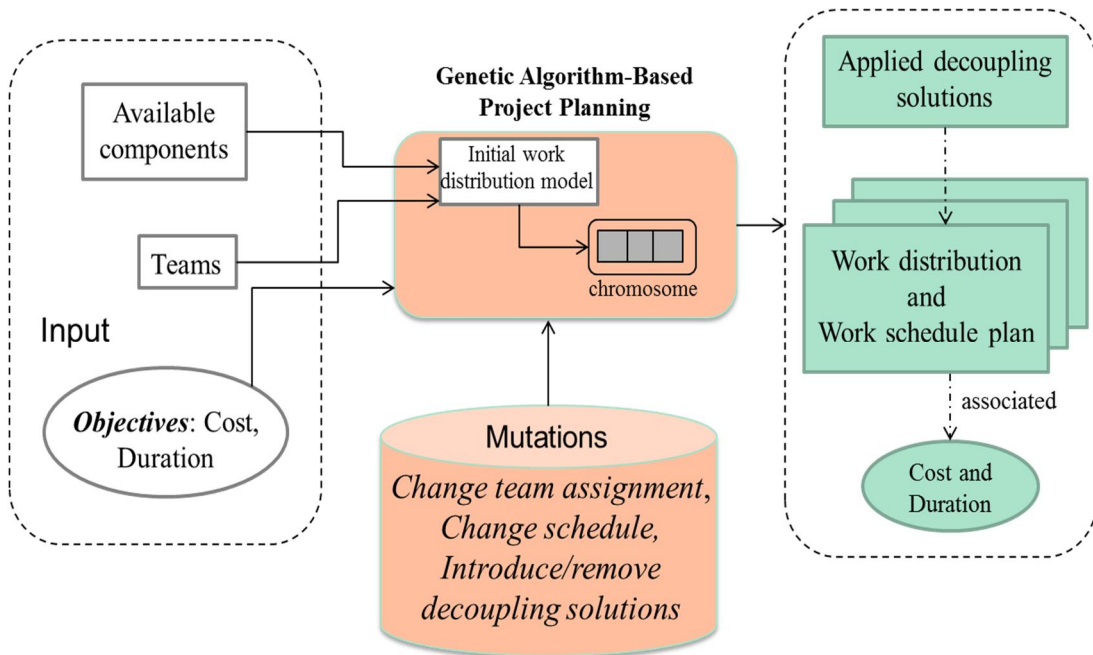 Available
components
Teams
Input
Objectives: Cost,
Duration
Genetic Algorithm-Based
Project Planning
Initial work
distribution model
chromosome
Mutations
Change team assignment,
Change schedule,
Introduce/remove
decoupling solutions
Applied decoupling
solutions
Work distribution
and
Work schedule plan
associated
Cost and
Duration